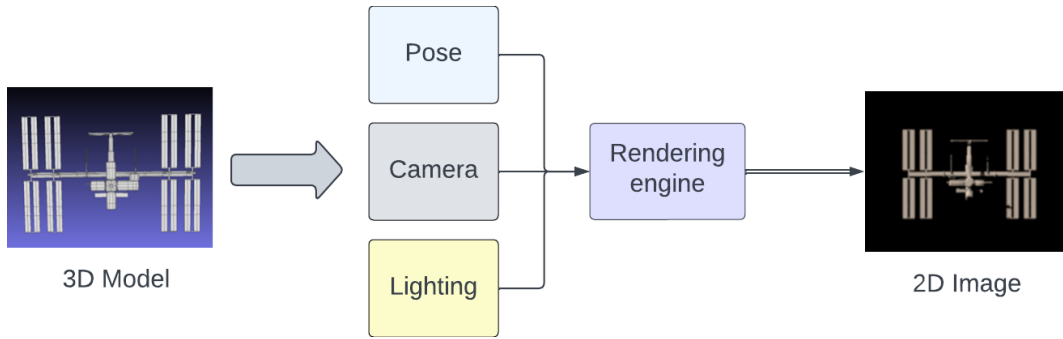 Pose
Camera
Lighting
Rendering
engine
3D Model
2D Image